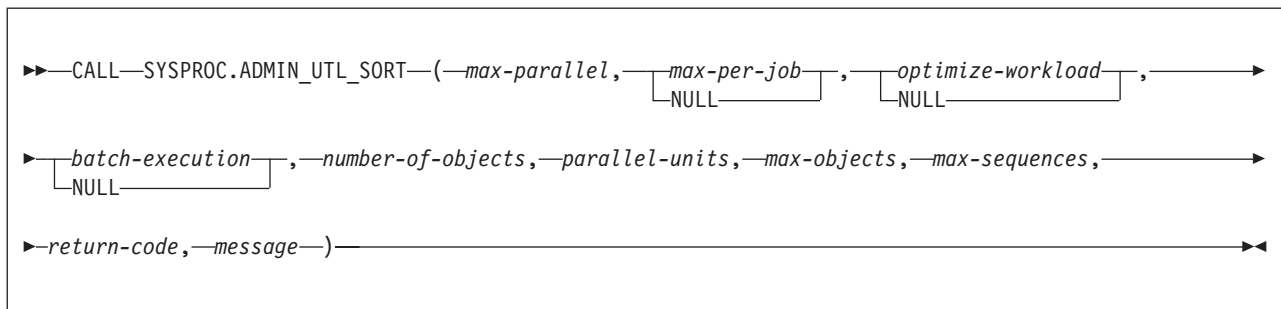 CALL SYSPROC.ADMIN_UTL_SORT ( max-parallel, max-per-job , optimize-workload ,
NULL NULL
batch-execution , number-of-objects, parallel-units, max-objects, max-sequences,
NULL
return-code, message )